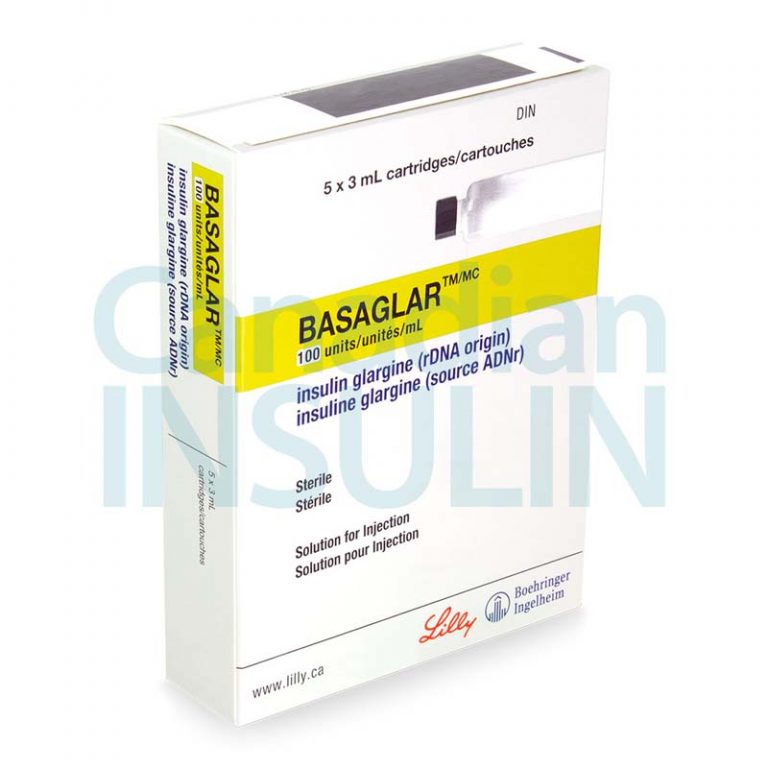 DIN
5 x 3 mL cartridges/cartouches
BASAGLAR™/MC
100 units/unités/mL
insulin glargine (rDNA origin)
insuline glargine (source ADNr)
Sterile
Stérile
Solution for Injection
Solution pour Injection
Lilly
Boehringer
Ingelheim
www.lilly.ca
BASAGLAR™/MC
100 units/unités/mL
insulin glargine (rDNA origin)
insuline glargine (source ADNr)
5 x 3 mL
cartridges/cartouches
Canadian
INSULIN